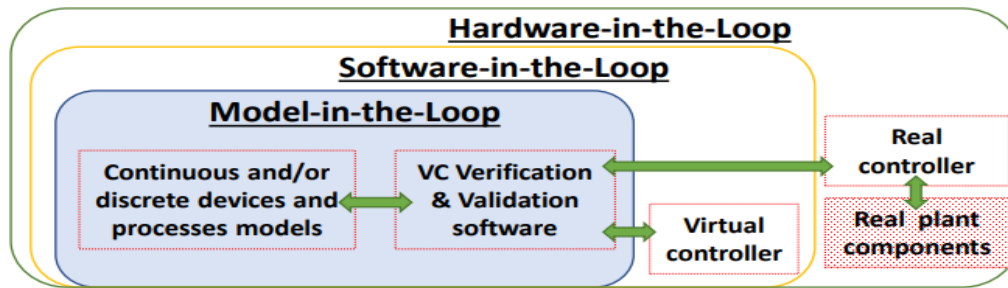 Hardware-in-the-Loop
Software-in-the-Loop
Model-in-the-Loop
Continuous and/or
discrete devices and
processes models
VC Verification
& Validation
software
Virtual
controller
Real
controller
Real plant
components